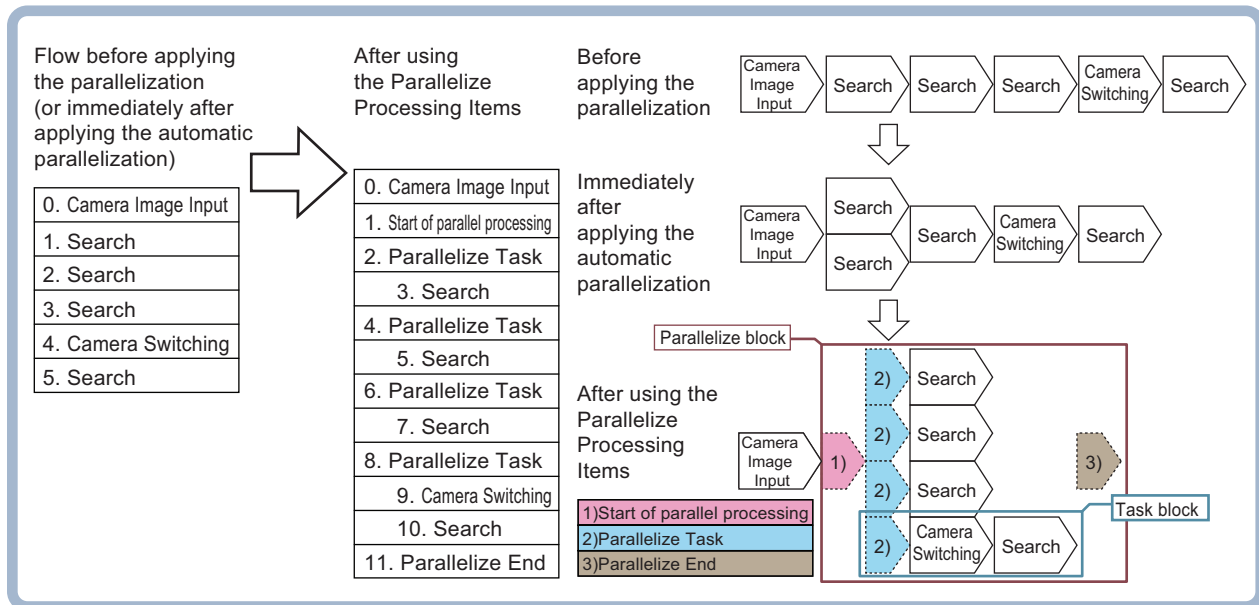 Flow before applying
the parallelization
(or immediately after
applying the automatic
parallelization)
0. Camera Image Input
1. Search
2. Search
3. Search
4. Camera Switching
5. Search
After using
the Parallelize
Processing Items
0. Camera Image Input
1. Start of parallel processing
2. Parallelize Task
3. Search
4. Parallelize Task
5. Search
6. Parallelize Task
7. Search
8. Parallelize Task
9. Camera Switching
10. Search
11. Parallelize End
Before
applying the
parallelization
Camera
Image
Input
Search
Search
Search
Camera
Switching
Search
Immediately
after
applying the
automatic
parallelization
Camera
Image
Input
Search
Search
Search
Camera
Switching
Search
After using the
Parallelize
Processing
Items
Parallelize block
Camera
Image
Input
1)
2)
Search
2)
Search
2)
Search
2)
Camera
Switching
Search
3)
Task block
1)Start of parallel processing
2)Parallelize Task
3)Parallelize End